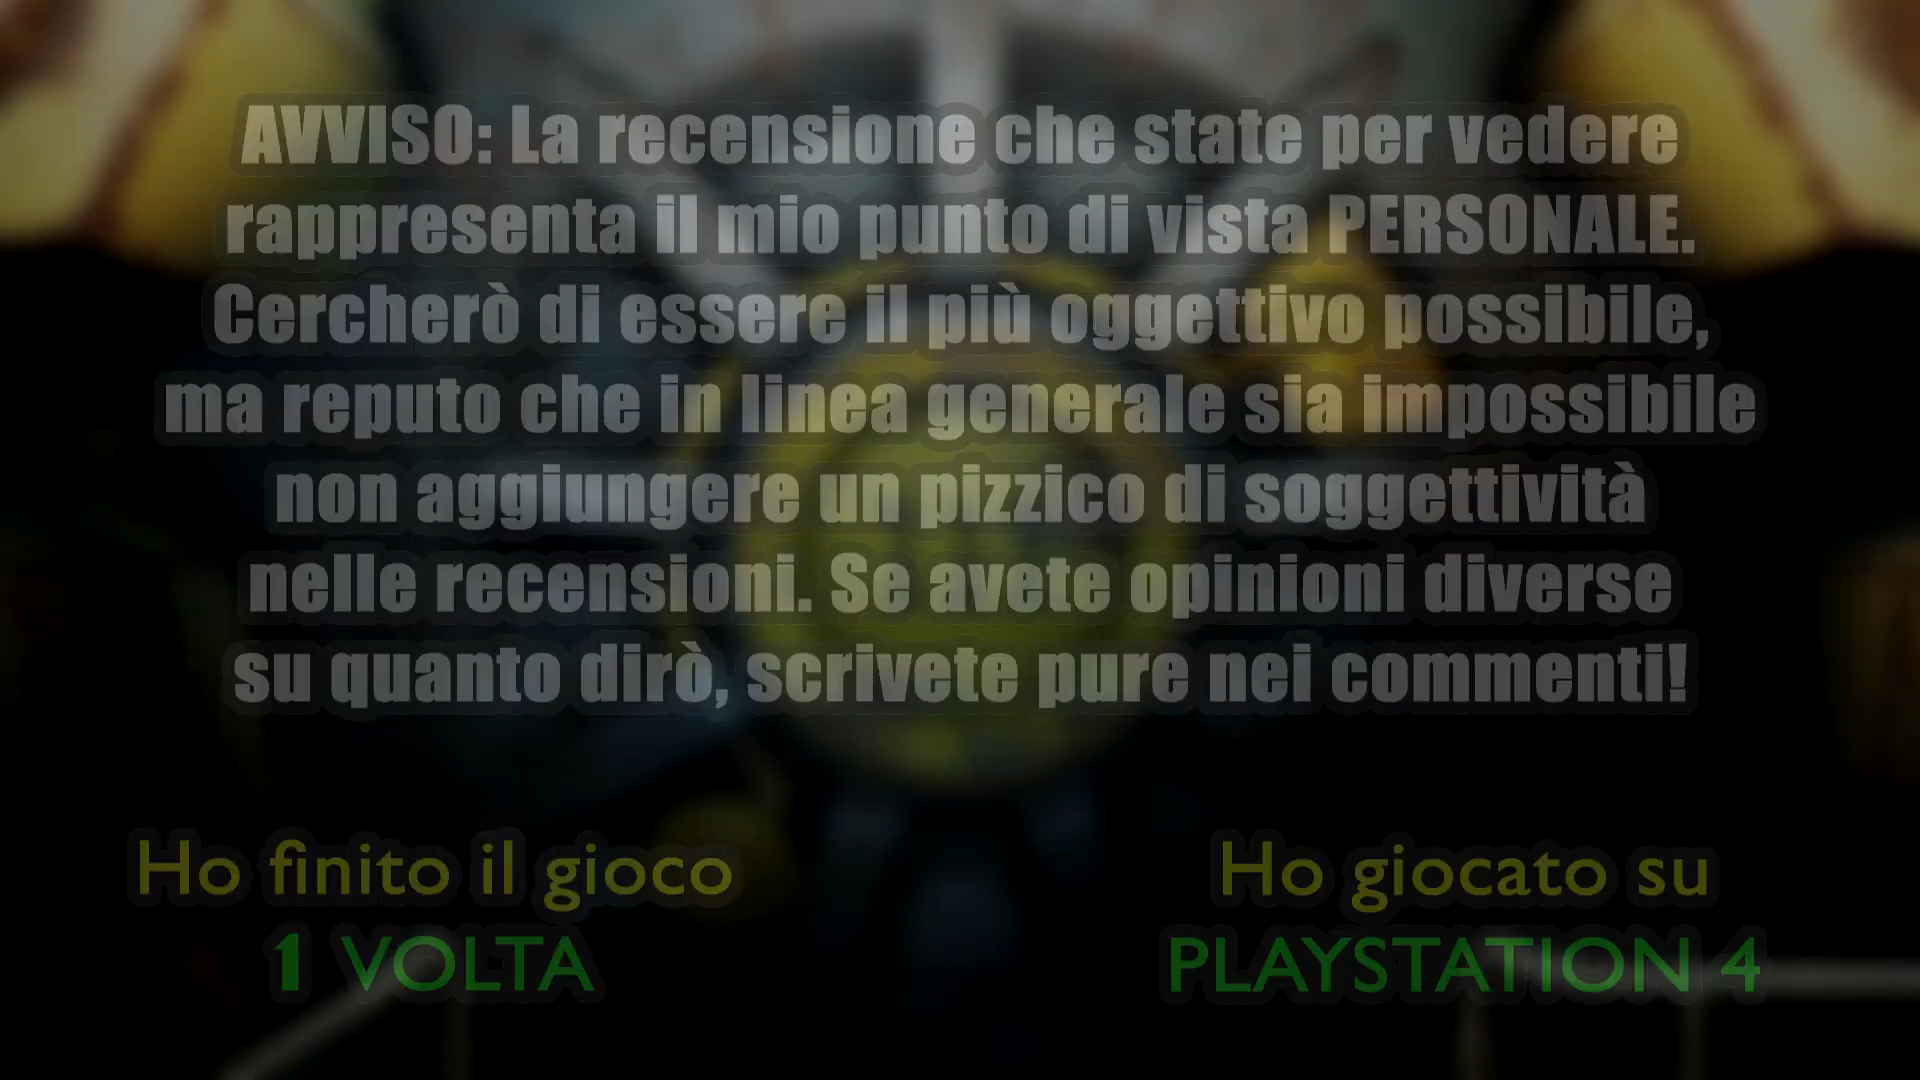 AVVISO: La recensione che state per vedere
rappresenta il mio punto di vista PERSONALE.
Cercherò di essere il più oggettivo possibile,
ma reputo che in linea generale sia impossibile
non aggiungere un pizzico di soggettività
nelle recensioni. Se avete opinioni diverse
su quanto dirò, scrivete pure nei commenti!
Ho finito il gioco
1 VOLTA
Ho giocato su
PLAYSTATION 4